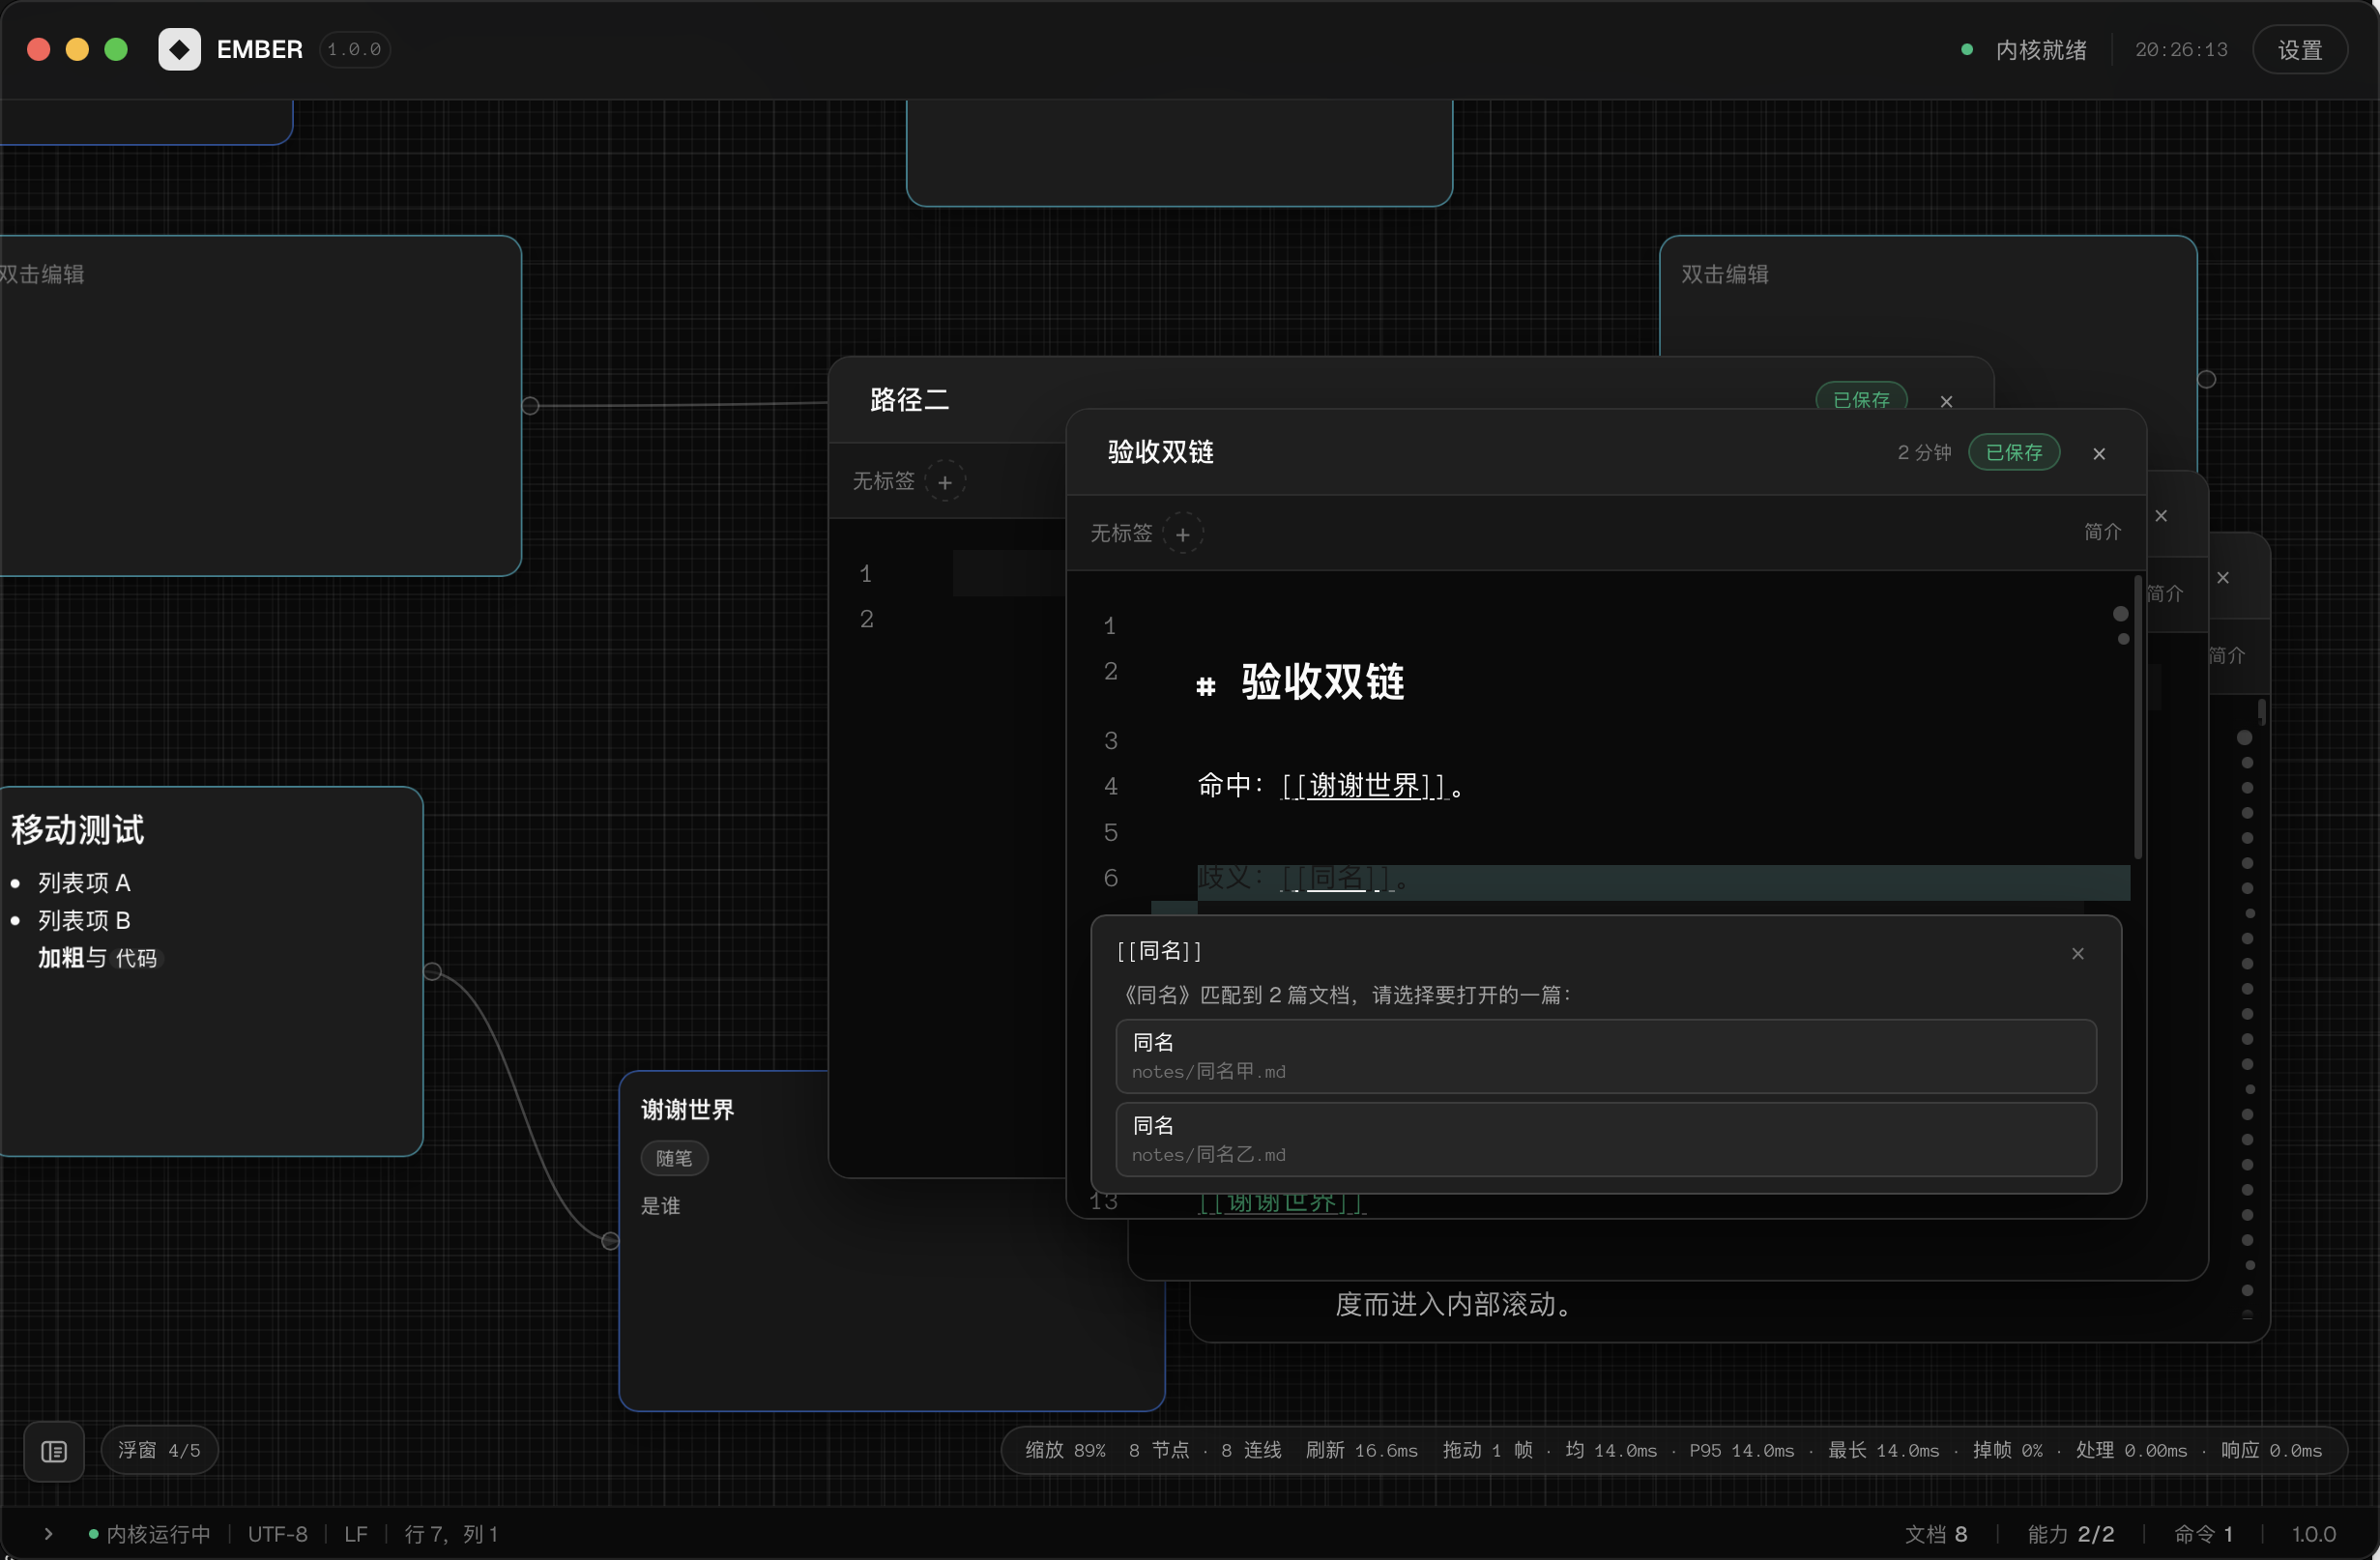 EMBER 1.0.0
内核就绪 20:26:13 设置
双击编辑
双击编辑
路径二 已保存 ×
无标签 +
1
2
验收双链 2 分钟 已保存 ×
无标签 + 简介
×
简介
×
简介
1
2 # 验收双链
3
4 命中：[[谢谢世界]]。
5
6 歧义：[[同名]]。
[[同名]] ×
《同名》匹配到 2 篇文档，请选择要打开的一篇：
同名
notes/同名甲.md
同名
notes/同名乙.md
13 [[谢谢世界]]
度而进入内部滚动。
移动测试
• 列表项 A
• 列表项 B
加粗与 代码
谢谢世界
随笔
是谁
浮窗 4/5
缩放 89% 8 节点 · 8 连线 刷新 16.6ms 拖动 1 帧 · 均 14.0ms · P95 14.0ms · 最长 14.0ms · 掉帧 0% · 处理 0.00ms · 响应 0.0ms
内核运行中 UTF-8 LF 行 7，列 1
文档 8 能力 2/2 命令 1 1.0.0